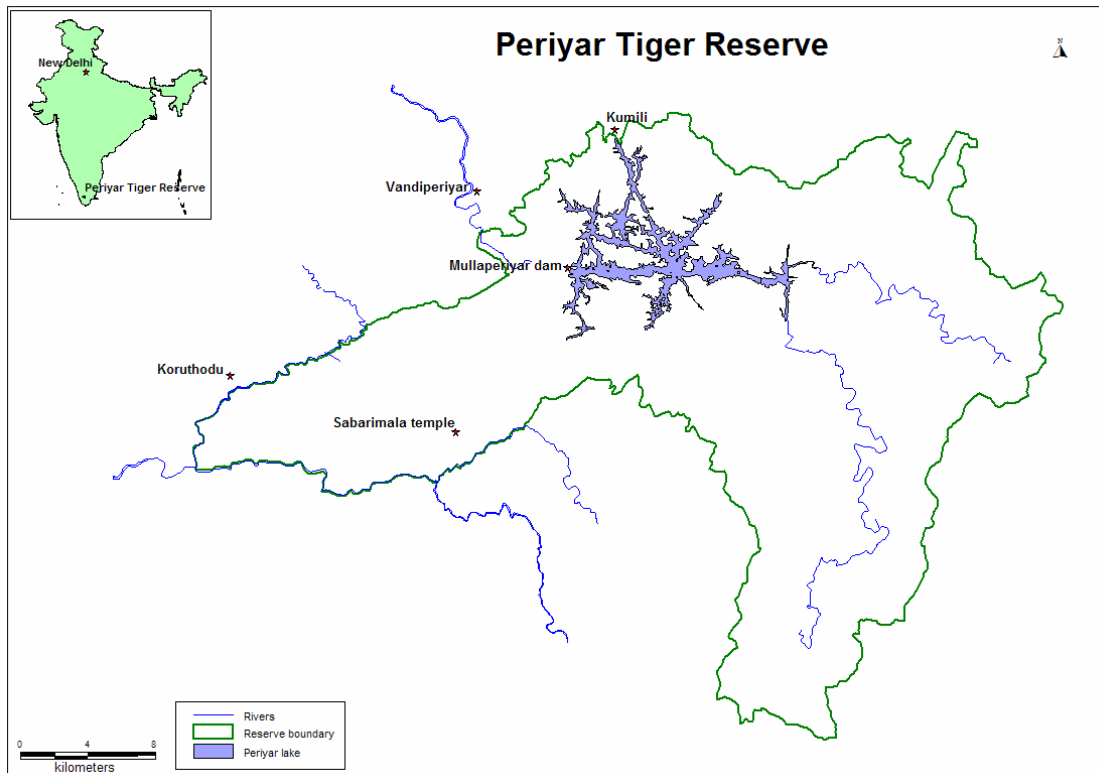 Periyar Tiger Reserve
N
New Delhi
Periyar Tiger Reserve
Kumili
Vandiperiyar
Mullaperiyar dam
Koruthodu
Sabarimala temple
Rivers
Reserve boundary
Periyar lake
0 4 8
kilometers